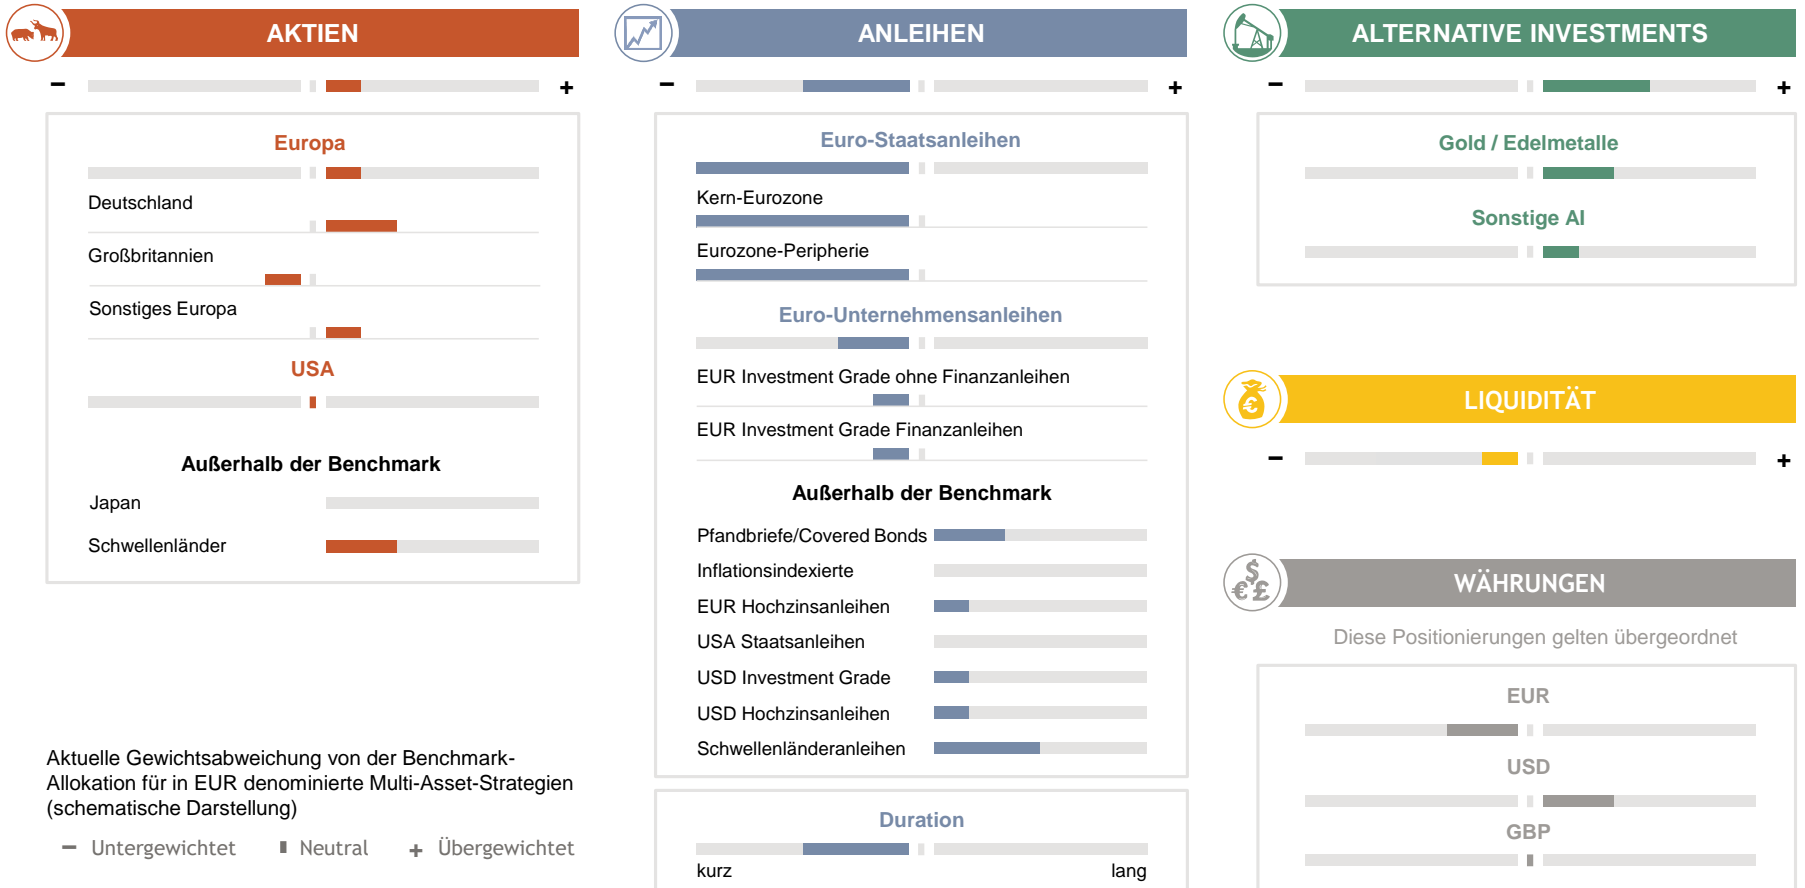 AKTIEN
– +
Europa
Deutschland
Großbritannien
Sonstiges Europa
USA
Außerhalb der Benchmark
Japan
Schwellenländer
Aktuelle Gewichtsabweichung von der Benchmark-
Allokation für in EUR denominierte Multi-Asset-Strategien
(schematische Darstellung)
– Untergewichtet Neutral + Übergewichtet
ANLEIHEN
– +
Euro-Staatsanleihen
Kern-Eurozone
Eurozone-Peripherie
Euro-Unternehmensanleihen
EUR Investment Grade ohne Finanzanleihen
EUR Investment Grade Finanzanleihen
Außerhalb der Benchmark
Pfandbriefe/Covered Bonds
Inflationsindexierte
EUR Hochzinsanleihen
USA Staatsanleihen
USD Investment Grade
USD Hochzinsanleihen
Schwellenländeranleihen
Duration
kurz lang
ALTERNATIVE INVESTMENTS
– +
Gold / Edelmetalle
Sonstige AI
€
LIQUIDITÄT
– +
$
€ £
WÄHRUNGEN
Diese Positionierungen gelten übergeordnet
EUR
USD
GBP